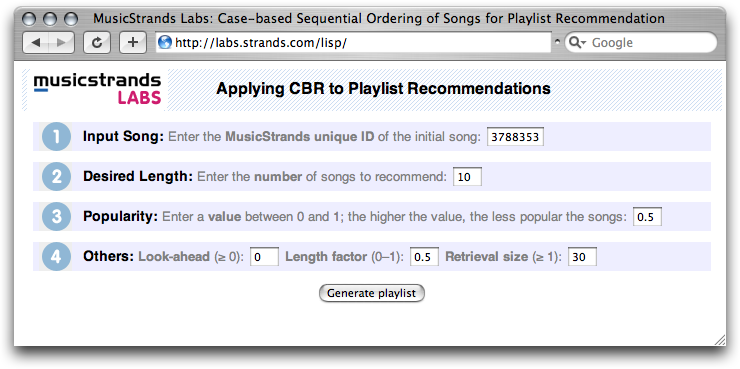 MusicStrands Labs: Case-based Sequential Ordering of Songs for Playlist Recommendation
http://labs.strands.com/lisp/
Google
musicstrands
LABS
Applying CBR to Playlist Recommendations
1 Input Song: Enter the MusicStrands unique ID of the initial song: 3788353
2 Desired Length: Enter the number of songs to recommend: 10
3 Popularity: Enter a value between 0 and 1; the higher the value, the less popular the songs: 0.5
4 Others: Look-ahead (≥ 0): 0 Length factor (0–1): 0.5 Retrieval size (≥ 1): 30
Generate playlist